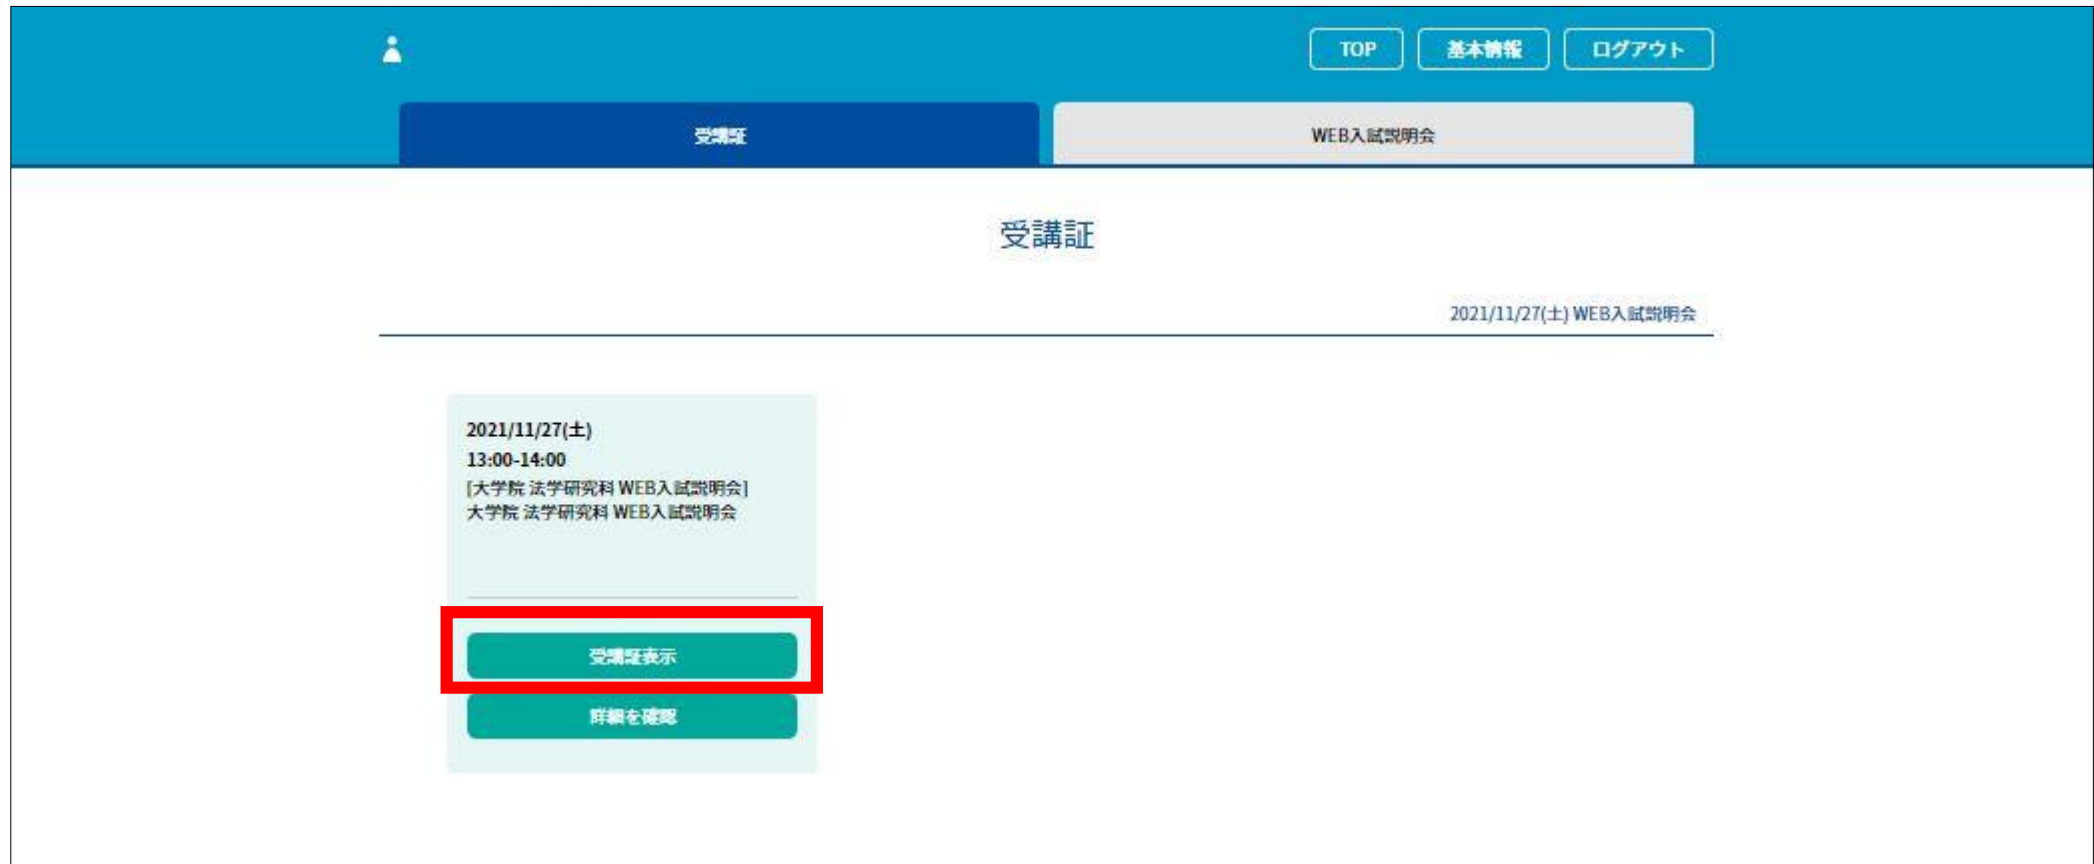 TOP
基本情報
ログアウト
受講証
WEB入試説明会
受講証
2021/11/27(土) WEB入試説明会
2021/11/27(土)
13:00-14:00
[大学院 法学研究科 WEB入試説明会]
大学院 法学研究科 WEB入試説明会
受講証表示
詳細を確認